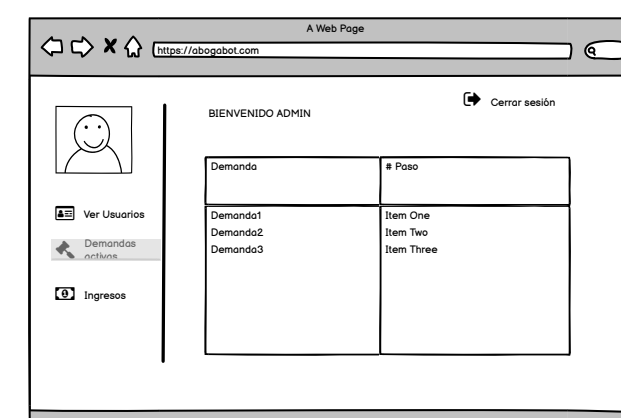 A Web Page
https://abogabot.com
Cerrar sesión
BIENVENIDO ADMIN
Demanda
# Paso
Ver Usuarios
Demandas
activas
Ingresos
Demanda1
Item One
Demanda2
Item Two
Demanda3
Item Three